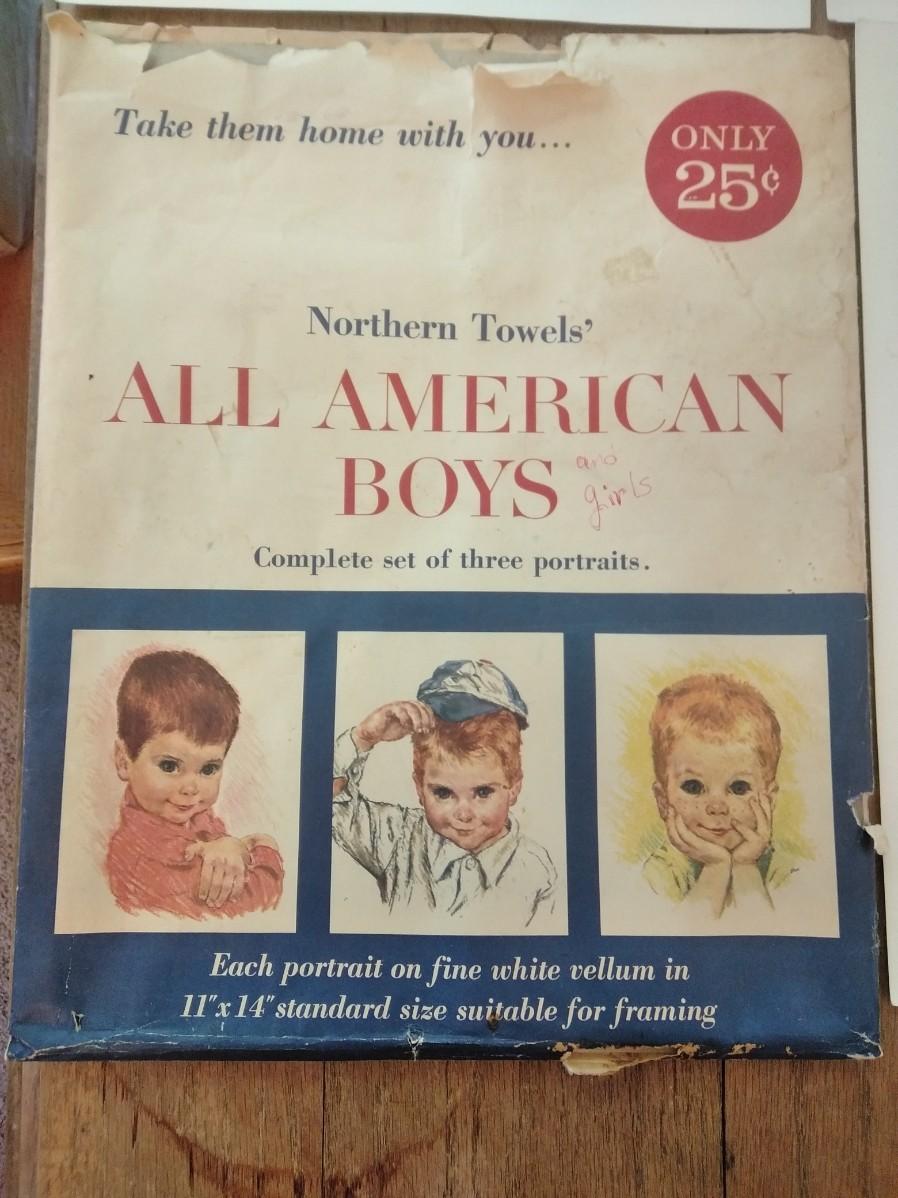 Take them home with you...
ONLY
25¢
Northern Towels'
ALL AMERICAN
BOYS and
girls
Complete set of three portraits.
Each portrait on fine white vellum in
11"x14" standard size suitable for framing